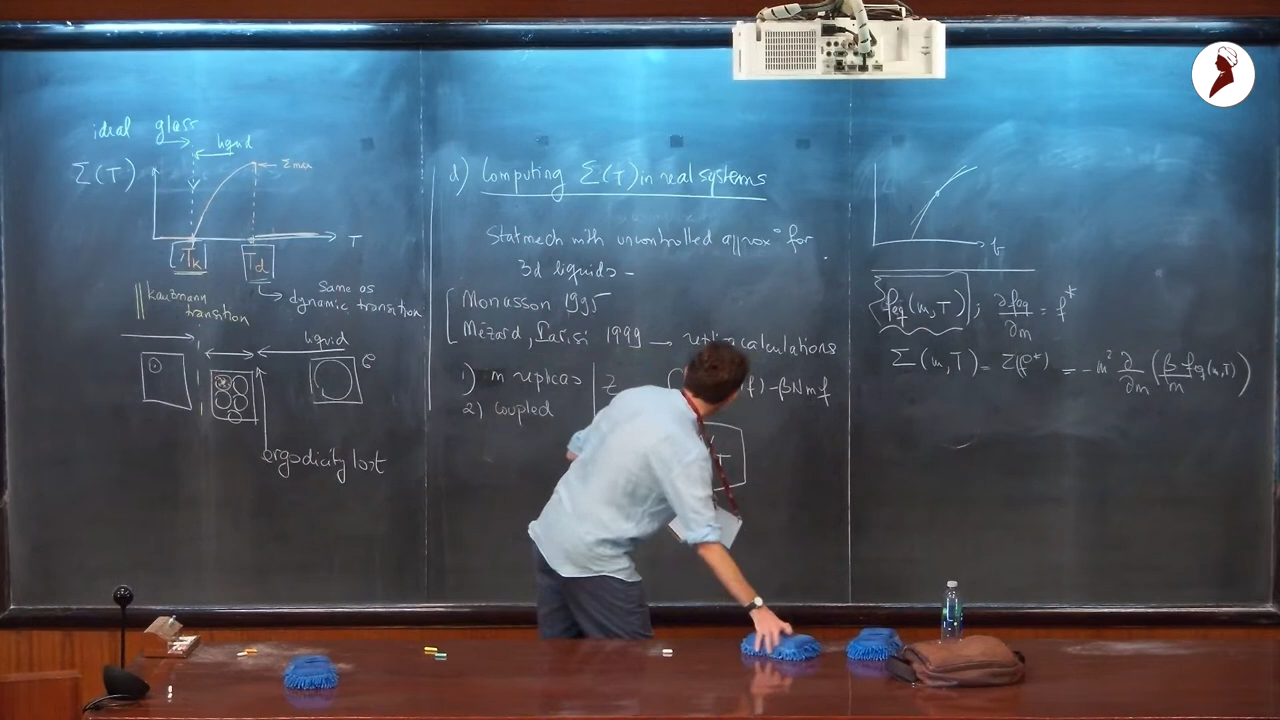 ideal glass
liquid
Σ(T)
Σmax
T
TK
Td
Same as
dynamic transition
Kauzmann
transition
liquid
ergodicity lost
d) Computing Σ(T) in real systems
Stat mech with uncontrolled approx° for
3d liquids -
Monasson 1995
Mézard, Parisi 1999 → replica calculations
1) m replicas
2) coupled
Z
f) - βNmf
feq(m,T) ; ∂feq/∂m = f*
Σ(m,T) = Σ(f*) = -m² ∂/∂m (β/m feq(m,T))